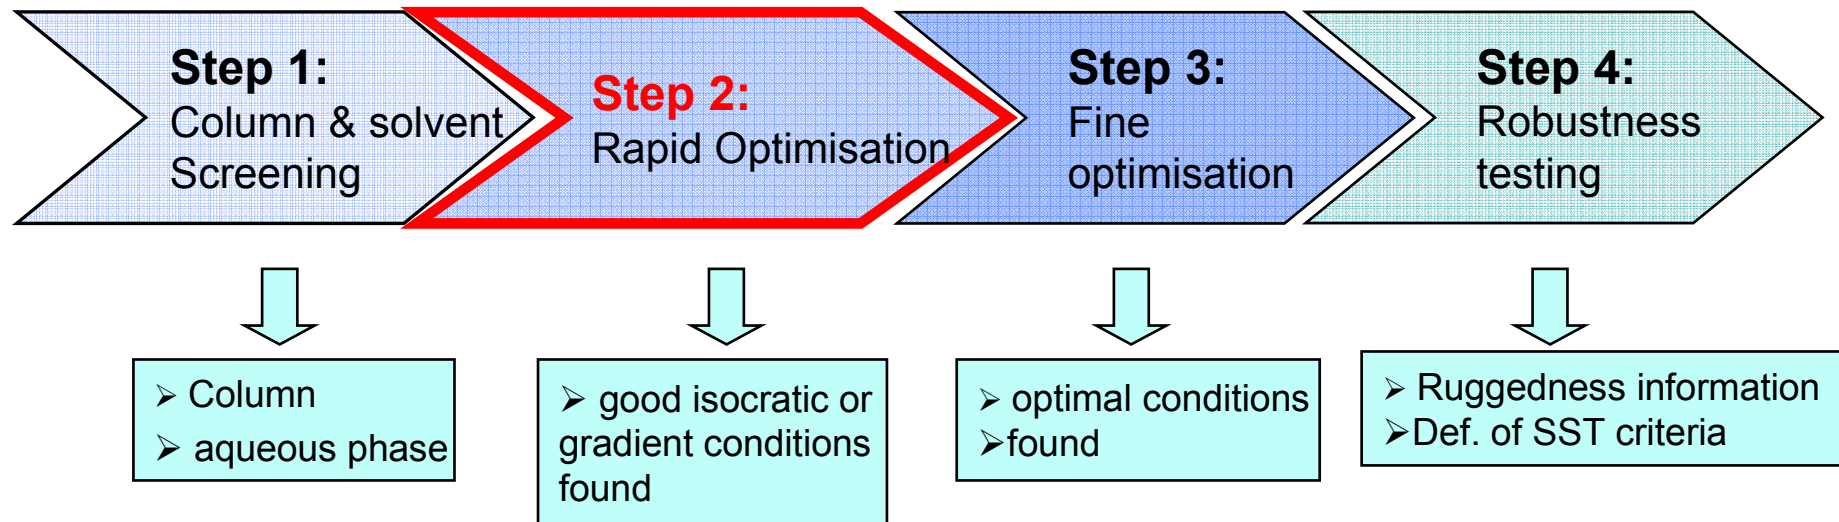 Step 1:
Column & solvent
Screening
Step 2:
Rapid Optimisation
Step 3:
Fine
optimisation
Step 4:
Robustness
testing
➢ Column
➢ aqueous phase
➢ good isocratic or
gradient conditions
found
➢ optimal conditions
➢found
➢ Ruggedness information
➢Def. of SST criteria